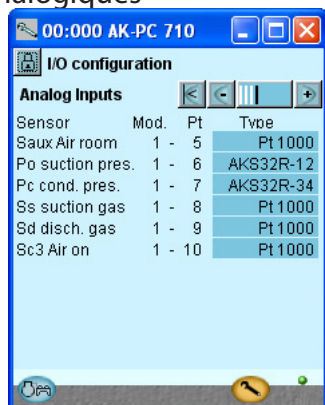 alogiques
00:000 AK-PC 710
I/O configuration
Analog Inputs
Sensor Mod. Pt Type
Saux Air room 1 - 5 Pt 1000
Po suction pres. 1 - 6 AKS32R-12
Pc cond. pres. 1 - 7 AKS32R-34
Ss suction gas 1 - 8 Pt 1000
Sd disch. gas 1 - 9 Pt 1000
Sc3 Air on 1 - 10 Pt 1000